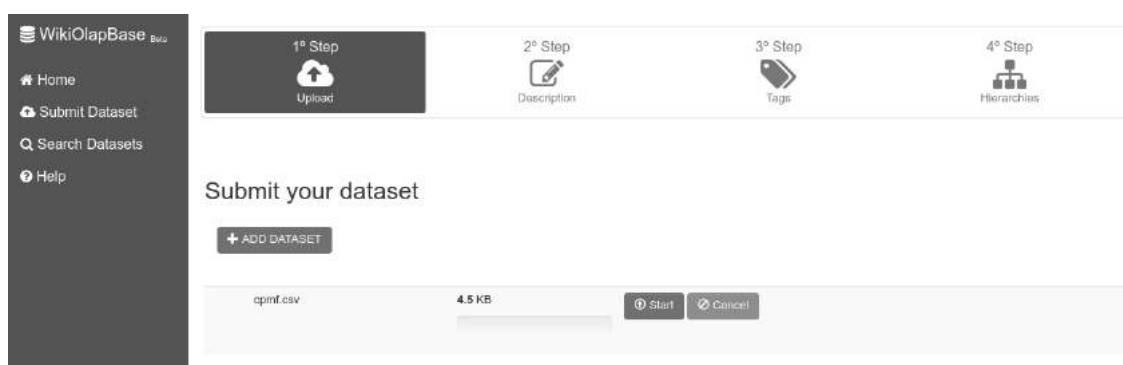 WikiOlapBase Beta
Home
Submit Dataset
Search Datasets
Help
1º Step
Upload
2º Step
Description
3º Step
Tags
4º Step
Hierarchies
Submit your dataset
+ ADD DATASET
cpmf.csv
4.5 KB
Start
Cancel